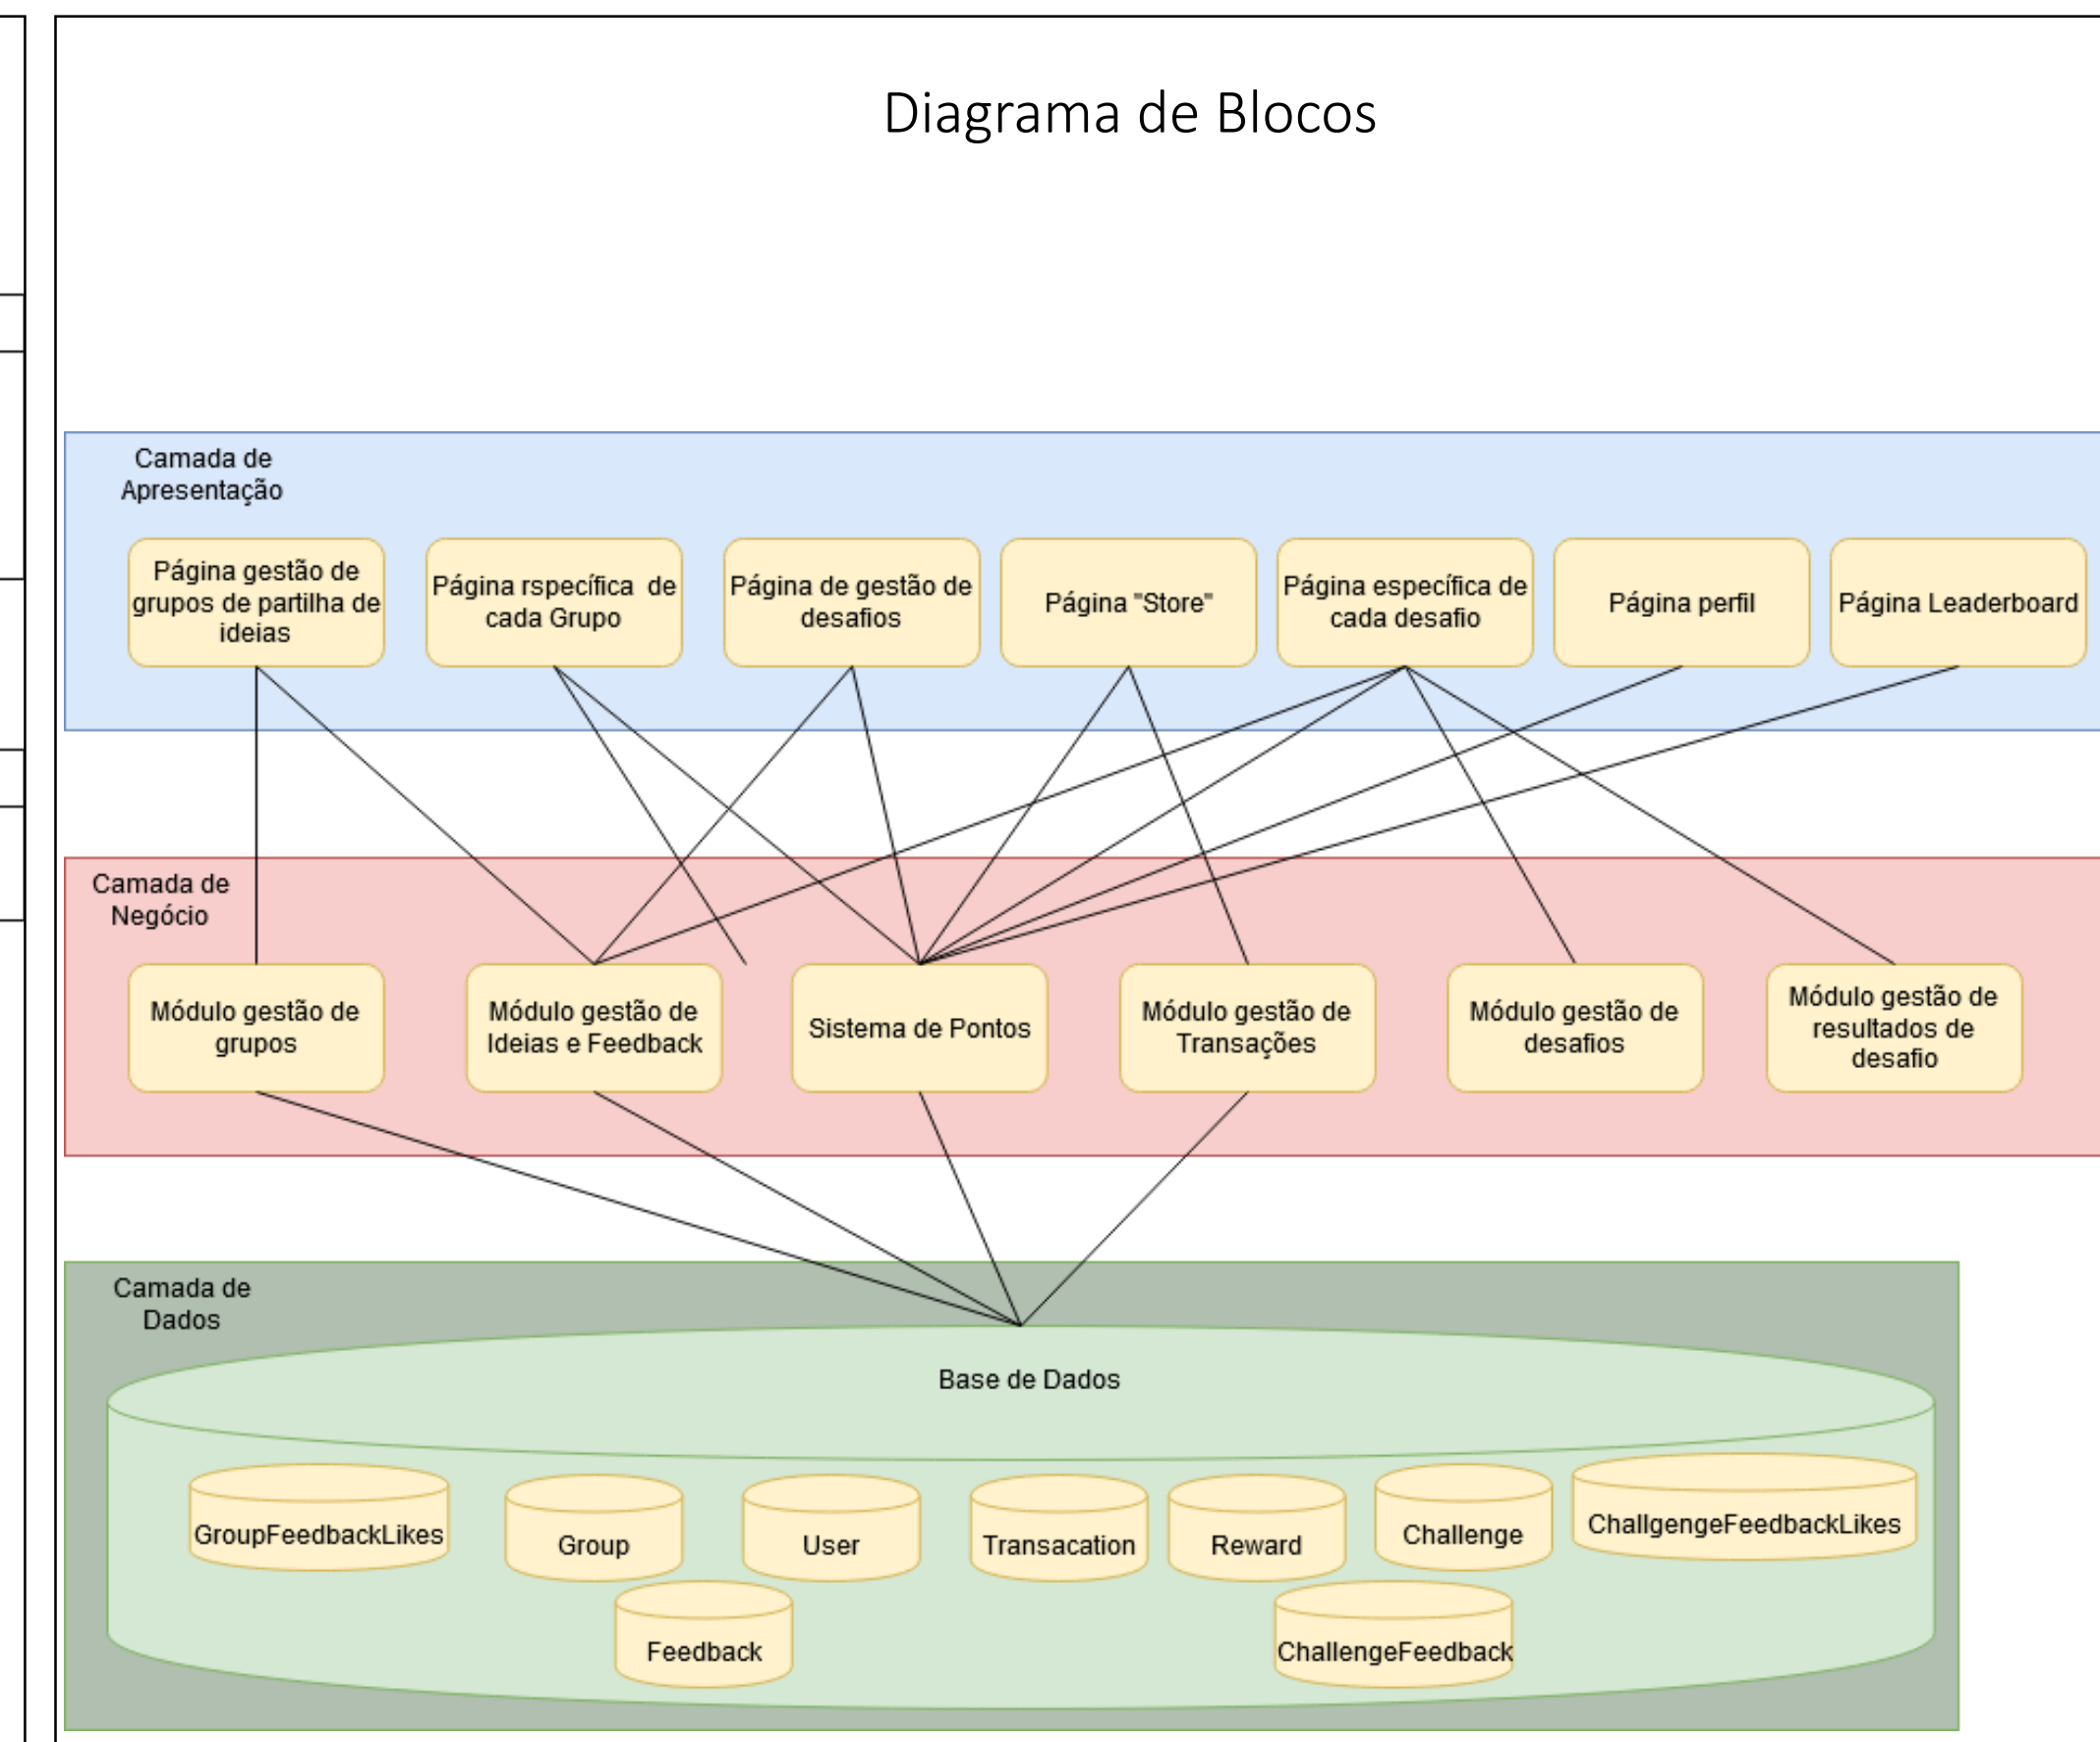 Diagrama de Blocos
Camada de
Apresentação
Página gestão de
grupos de partilha de
ideias
Página rspecífica  de
cada Grupo
Página de gestão de
desafios
Página "Store"
Página específica de
cada desafio
Página perfil
Página Leaderboard
Camada de
Negócio
Módulo gestão de
grupos
Módulo gestão de
Ideias e Feedback
Sistema de Pontos
Módulo gestão de
Transações
Módulo gestão de
desafios
Módulo gestão de
resultados de
desafio
Camada de
Dados
Base de Dados
GroupFeedbackLikes
Group
User
Transacation
Reward
Challenge
ChallgengeFeedbackLikes
Feedback
ChallengeFeedback